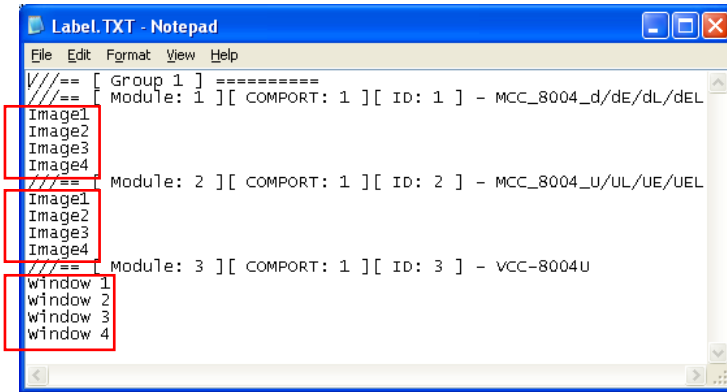 Label.TXT - Notepad
File Edit Format View Help
///== [ Group 1 ] ==========
///== [ Module: 1 ][ COMPORT: 1 ][ ID: 1 ] - MCC_8004_d/dE/dL/dEL
Image1
Image2
Image3
Image4
///== [ Module: 2 ][ COMPORT: 1 ][ ID: 2 ] - MCC_8004_U/UL/UE/UEL
Image1
Image2
Image3
Image4
///== [ Module: 3 ][ COMPORT: 1 ][ ID: 3 ] - VCC-8004U
Window 1
Window 2
Window 3
Window 4